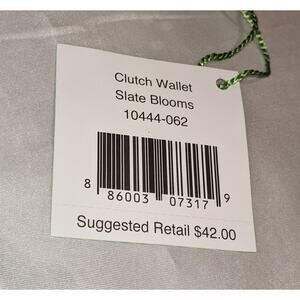 Clutch Wallet
Slate Blooms
10444-062
8 86003 07317 9
Suggested Retail $42.00